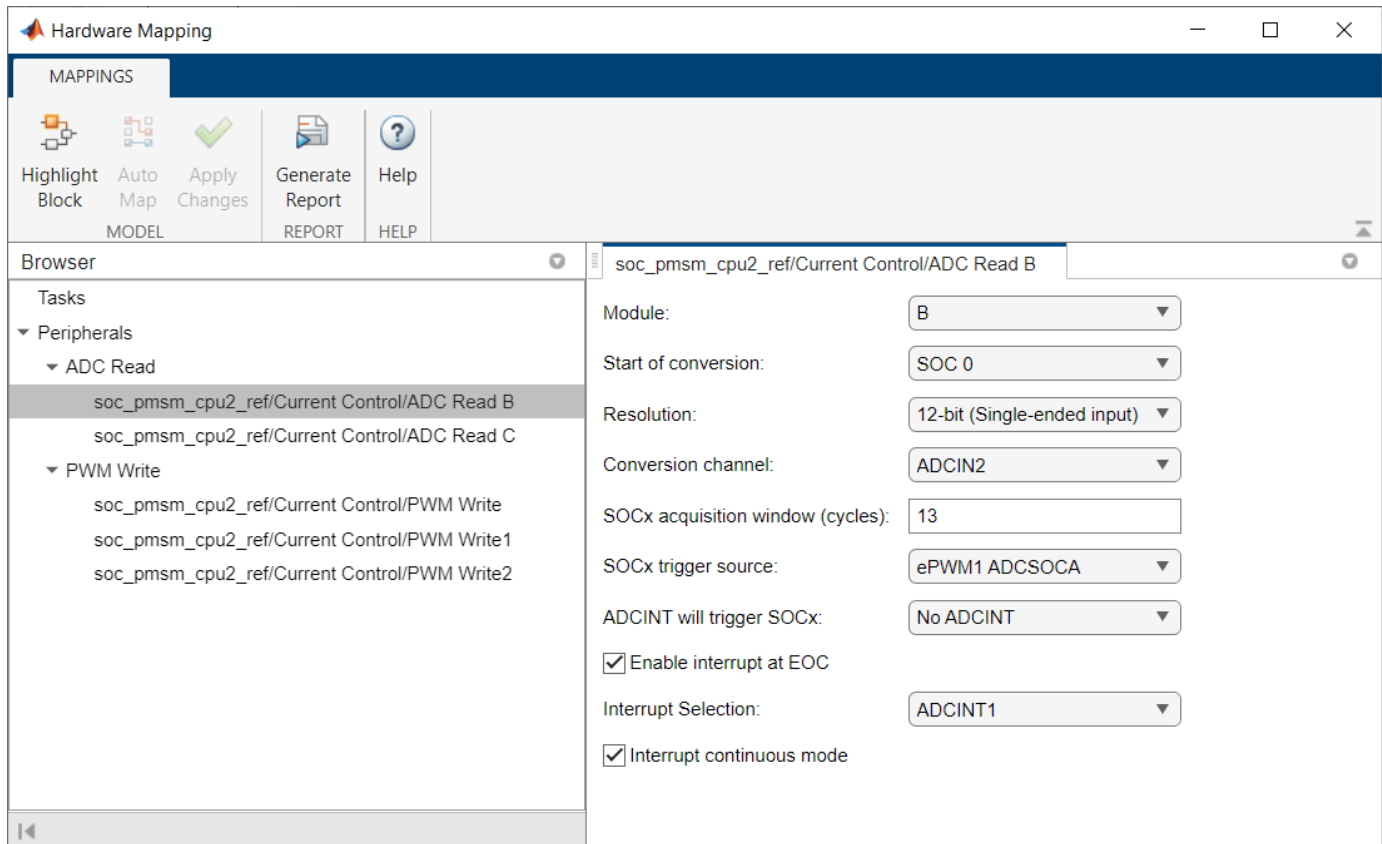 Hardware Mapping
MAPPINGS
Highlight Block
Auto Map
Apply Changes
Generate Report
Help
MODEL
REPORT
HELP
Browser
Tasks
Peripherals
ADC Read
soc_pmsm_cpu2_ref/Current Control/ADC Read B
soc_pmsm_cpu2_ref/Current Control/ADC Read C
PWM Write
soc_pmsm_cpu2_ref/Current Control/PWM Write
soc_pmsm_cpu2_ref/Current Control/PWM Write1
soc_pmsm_cpu2_ref/Current Control/PWM Write2
soc_pmsm_cpu2_ref/Current Control/ADC Read B
Module: B
Start of conversion: SOC 0
Resolution: 12-bit (Single-ended input)
Conversion channel: ADCIN2
SOCx acquisition window (cycles): 13
SOCx trigger source: ePWM1 ADCSOCA
ADCINT will trigger SOCx: No ADCINT
Enable interrupt at EOC
Interrupt Selection: ADCINT1
Interrupt continuous mode